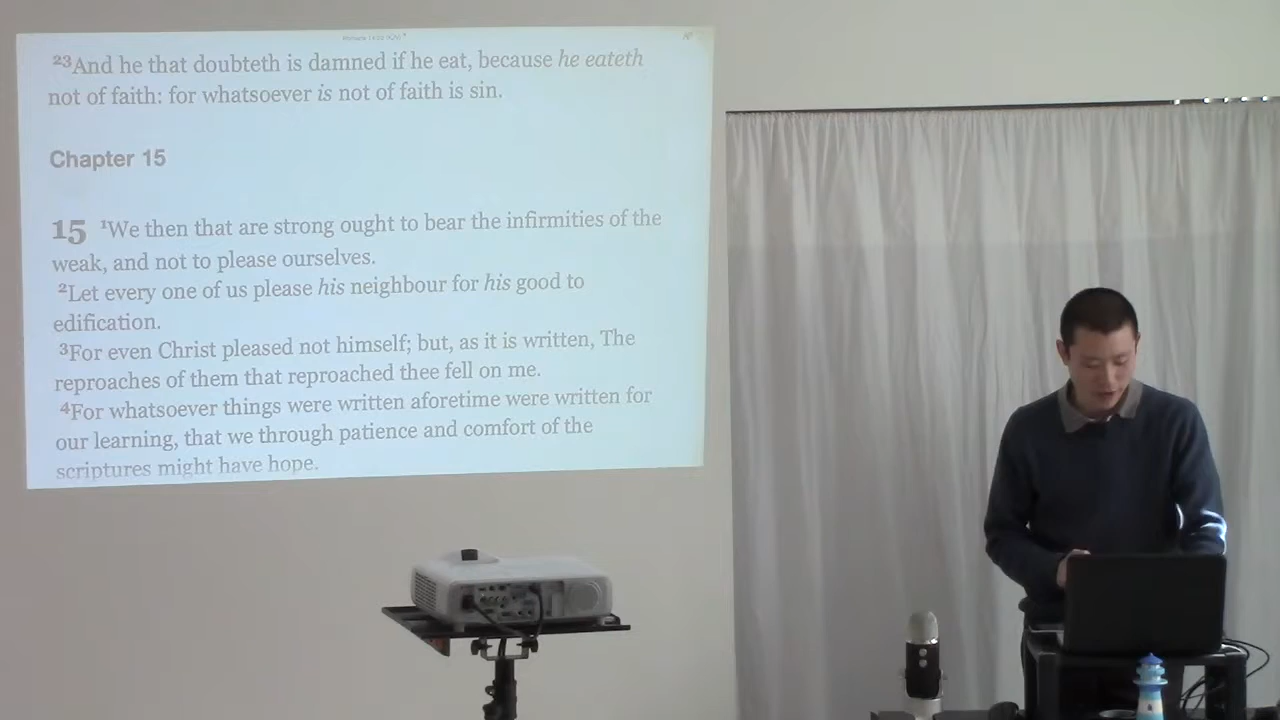 ²³And he that doubteth is damned if he eat, because he eateth
not of faith: for whatsoever is not of faith is sin.
Chapter 15
15 ¹We then that are strong ought to bear the infirmities of the
weak, and not to please ourselves.
²Let every one of us please his neighbour for his good to
edification.
³For even Christ pleased not himself; but, as it is written, The
reproaches of them that reproached thee fell on me.
⁴For whatsoever things were written aforetime were written for
our learning, that we through patience and comfort of the
scriptures might have hope.